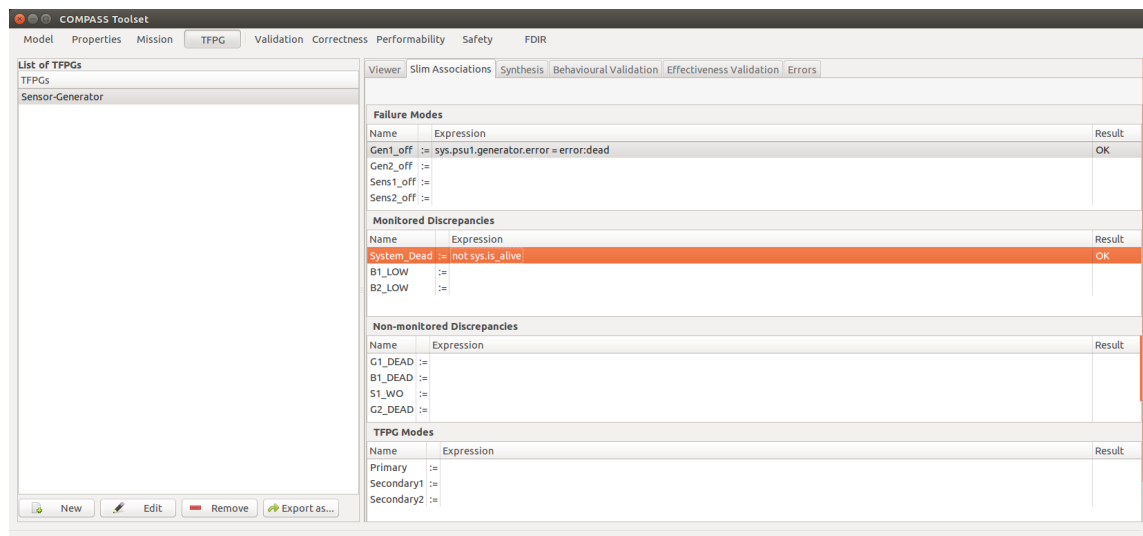 COMPASS Toolset
Model Properties Mission TFPG Validation Correctness Performability Safety FDIR
List of TFPGs
TFPGs
Sensor-Generator
New Edit Remove Export as...
Viewer Slim Associations Synthesis Behavioural Validation Effectiveness Validation Errors
Failure Modes
Name Expression Result
Gen1_off := sys.psu1.generator.error = error:dead OK
Gen2_off :=
Sens1_off :=
Sens2_off :=
Monitored Discrepancies
Name Expression Result
System_Dead := not sys.is_alive OK
B1_LOW :=
B2_LOW :=
Non-monitored Discrepancies
Name Expression Result
G1_DEAD :=
B1_DEAD :=
S1_WO :=
G2_DEAD :=
TFPG Modes
Name Expression Result
Primary :=
Secondary1 :=
Secondary2 :=